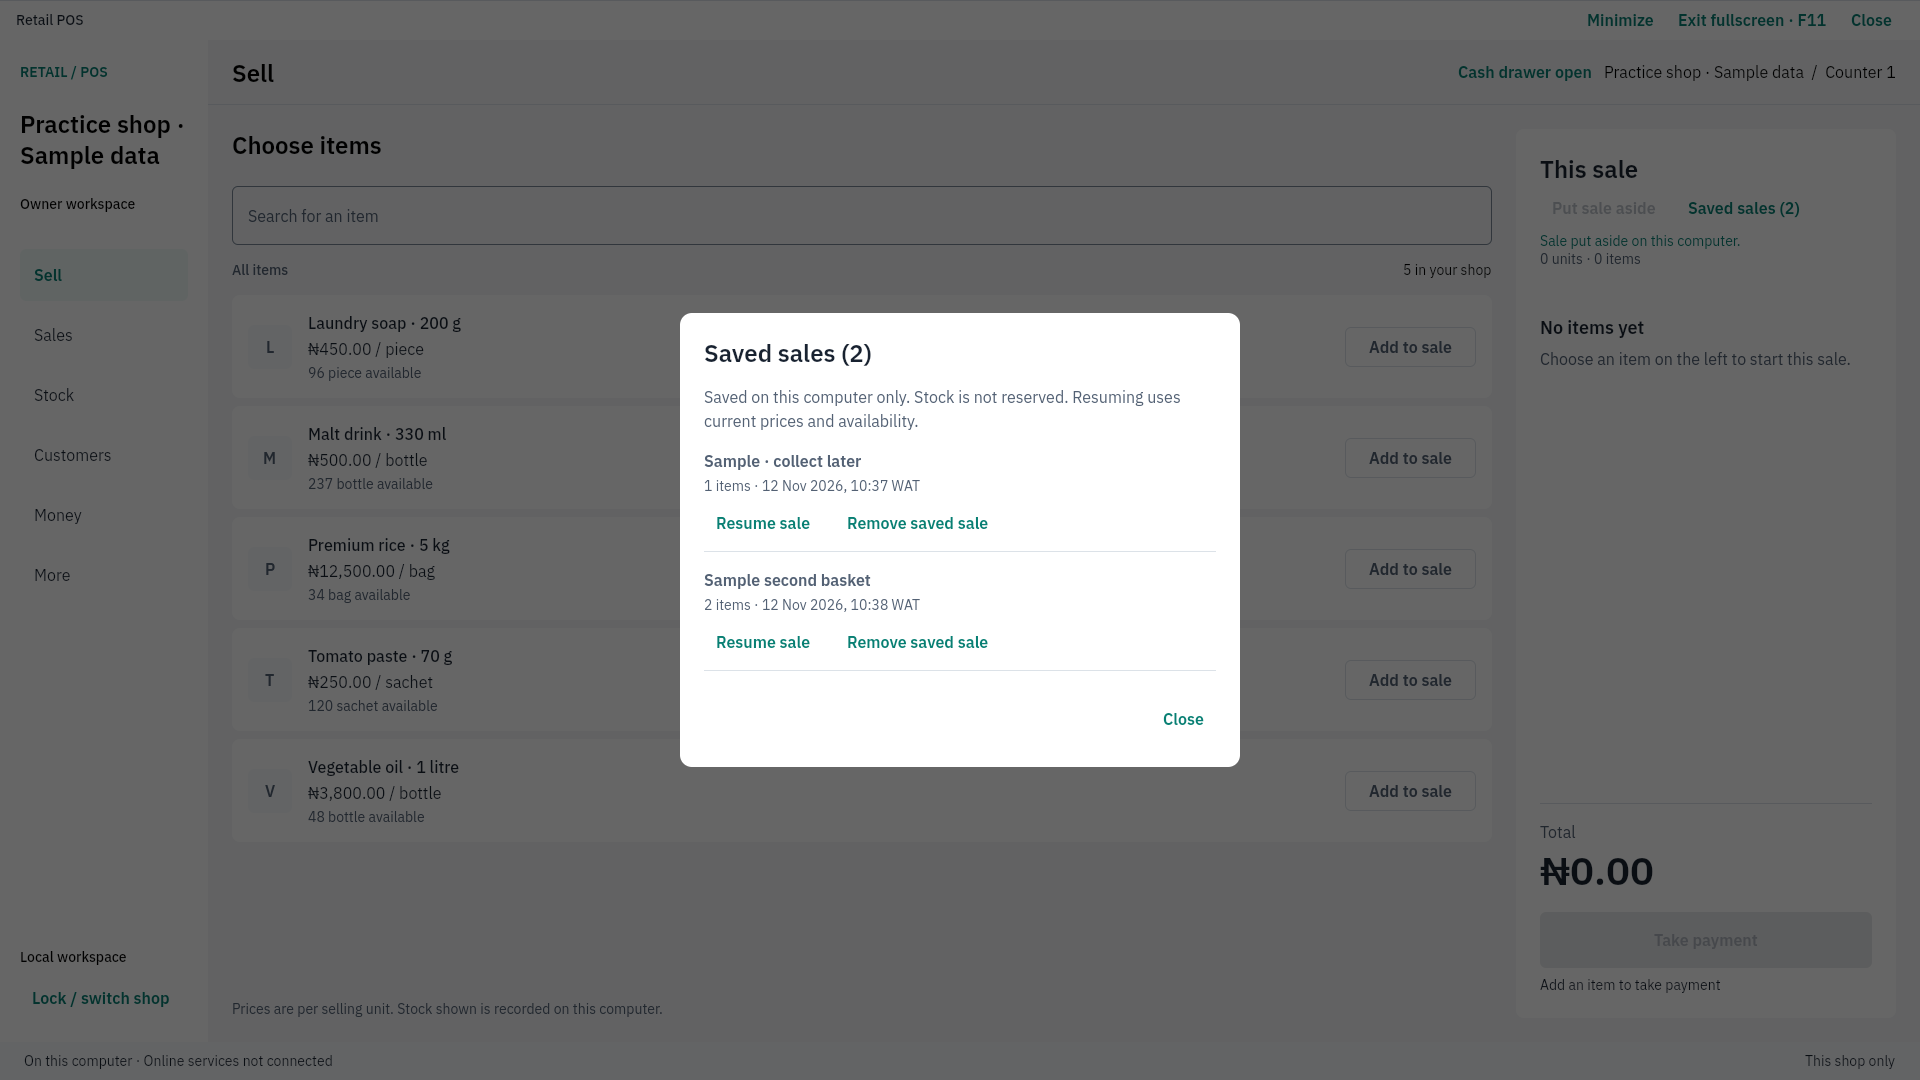 Retail POS
Minimize
Exit fullscreen · F11
Close
RETAIL / POS
Practice shop ·
Sample data
Owner workspace
Sell
Sales
Stock
Customers
Money
More
Local workspace
Lock / switch shop
Sell
Cash drawer open
Practice shop · Sample data / Counter 1
Choose items
Search for an item
All items
5 in your shop
L
Laundry soap · 200 g
₦450.00 / piece
96 piece available
Add to sale
M
Malt drink · 330 ml
₦500.00 / bottle
237 bottle available
Add to sale
P
Premium rice · 5 kg
₦12,500.00 / bag
34 bag available
Add to sale
T
Tomato paste · 70 g
₦250.00 / sachet
120 sachet available
Add to sale
V
Vegetable oil · 1 litre
₦3,800.00 / bottle
48 bottle available
Add to sale
Prices are per selling unit. Stock shown is recorded on this computer.
Saved sales (2)
Saved on this computer only. Stock is not reserved. Resuming uses
current prices and availability.
Sample · collect later
1 items · 12 Nov 2026, 10:37 WAT
Resume sale
Remove saved sale
Sample second basket
2 items · 12 Nov 2026, 10:38 WAT
Resume sale
Remove saved sale
Close
This sale
Put sale aside
Saved sales (2)
Sale put aside on this computer.
0 units · 0 items
No items yet
Choose an item on the left to start this sale.
Total
₦0.00
Take payment
Add an item to take payment
On this computer · Online services not connected
This shop only